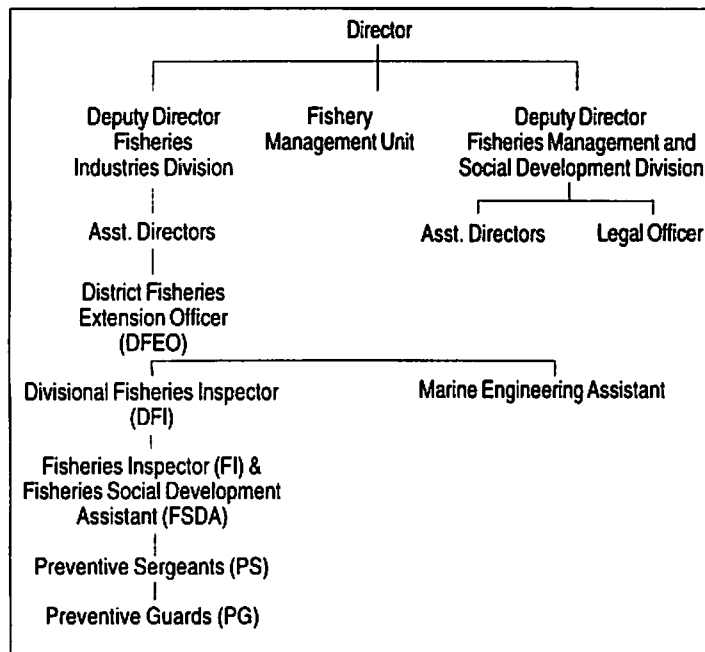 Director
Deputy Director
Fisheries
Industries Division
Fishery
Management Unit
Deputy Director
Fisheries Management and
Social Development Division
Asst. Directors
Asst. Directors
Legal Officer
District Fisheries
Extension Officer
(DFEO)
Divisional Fisheries Inspector
(DFI)
Marine Engineering Assistant
Fisheries Inspector (FI) &
Fisheries Social Development
Assistant (FSDA)
Preventive Sergeants (PS)
Preventive Guards (PG)